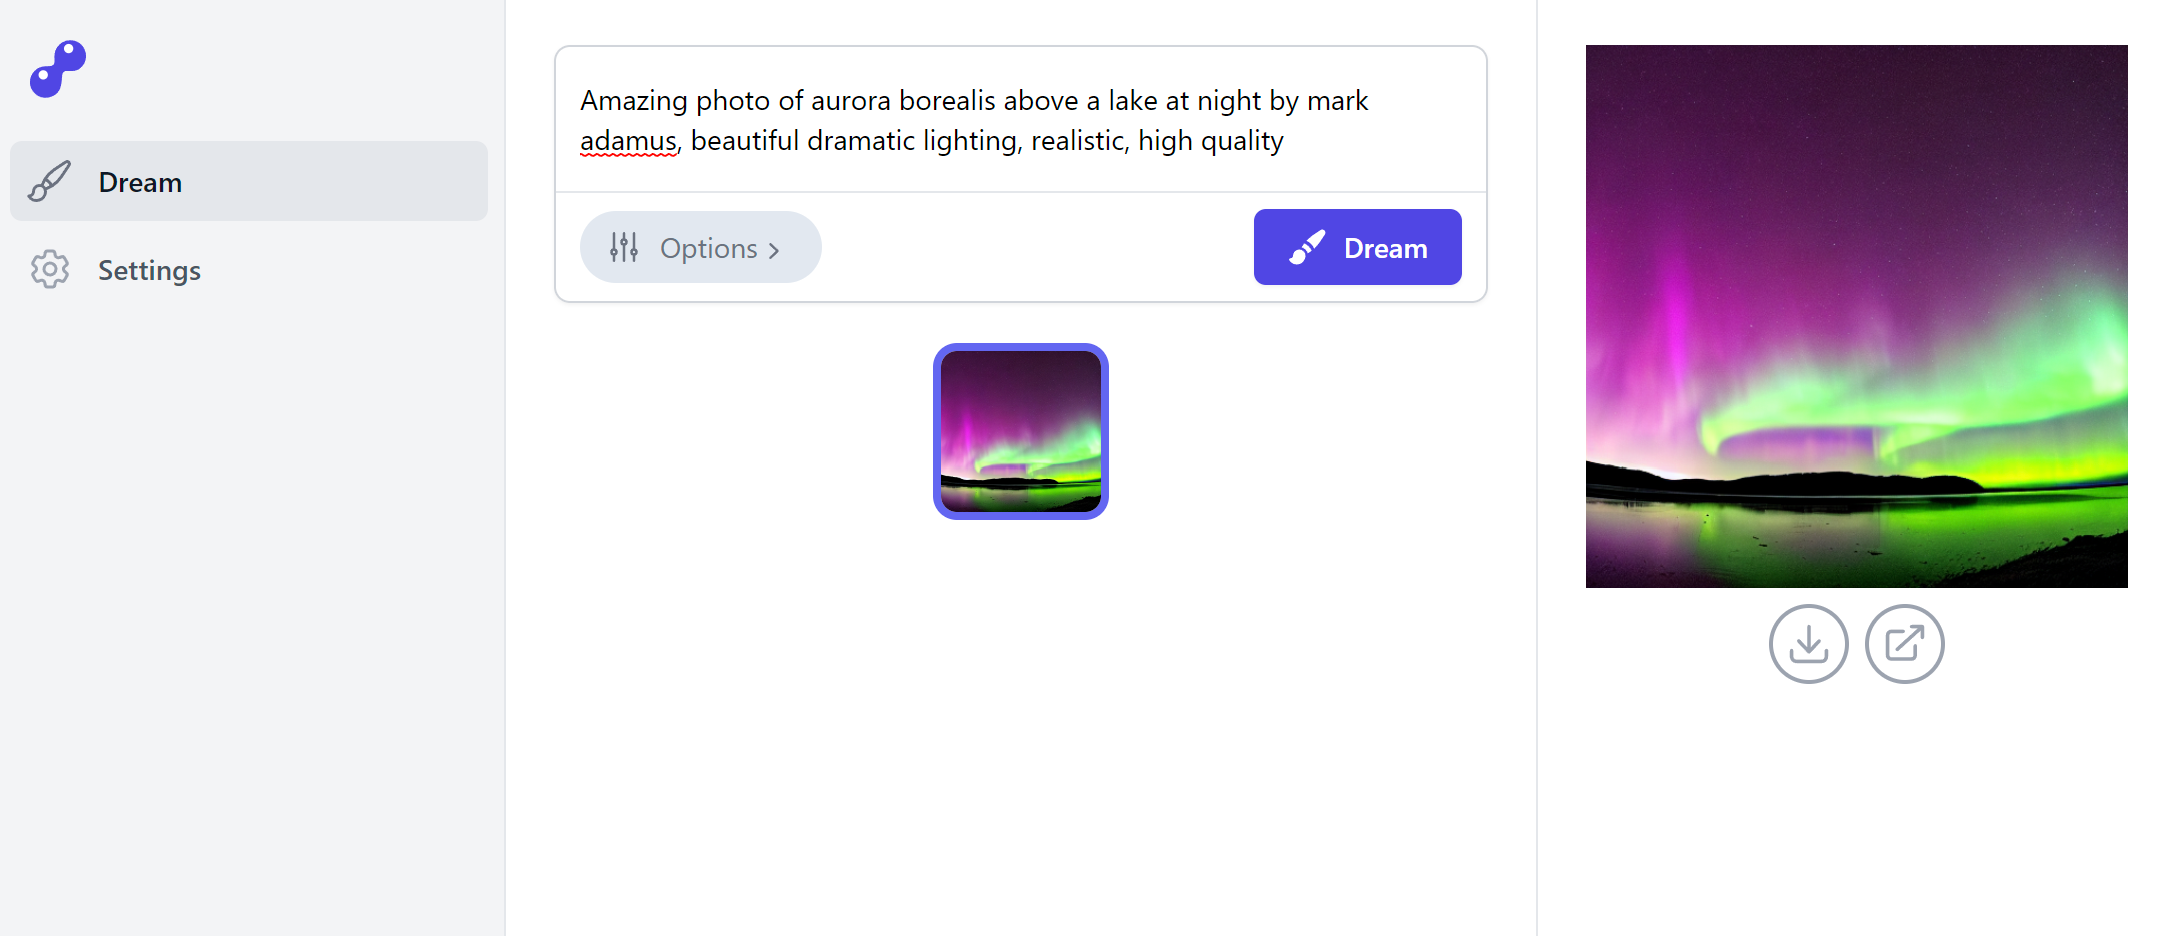 Dream
Settings
Amazing photo of aurora borealis above a lake at night by mark
adamus, beautiful dramatic lighting, realistic, high quality
Options
Dream